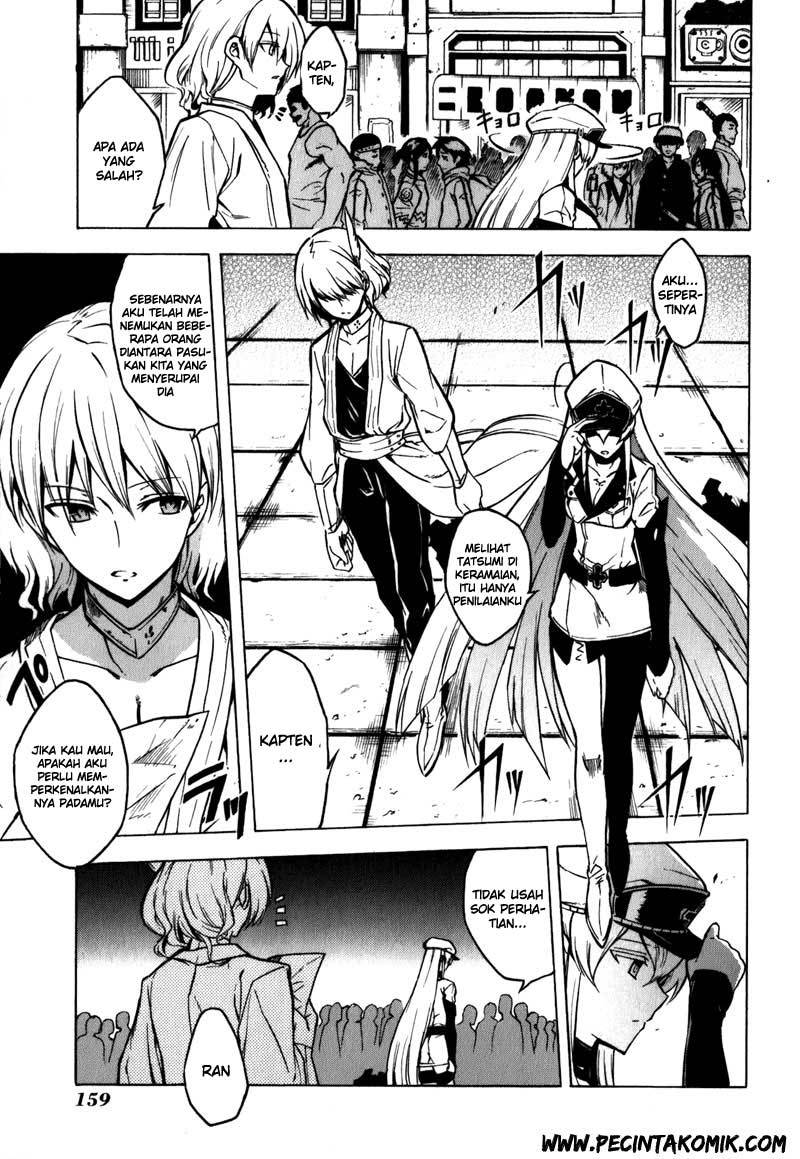 KAPTEN,
APA ADA
YANG
SALAH?
キョロ
キョロ
AKU...
SEPER-
TINYA
MELIHAT
TATSUMI DI
KERAMAIAN,
ITU HANYA
PENILAIANKU
KAPTEN
...
SEBENARNYA
AKU TELAH ME-
NEMUKAN BEBE-
RAPA ORANG
DIANTARA PASU-
KAN KITA YANG
MENYERUPAI
DIA
JIKA KAU MAU,
APAKAH AKU
PERLU MEM-
PERKENALKAN-
NYA PADAMU?
TIDAK USAH
SOK PERHA-
TIAN...
RAN
159
WWW.PECINTAKOMIK.COM